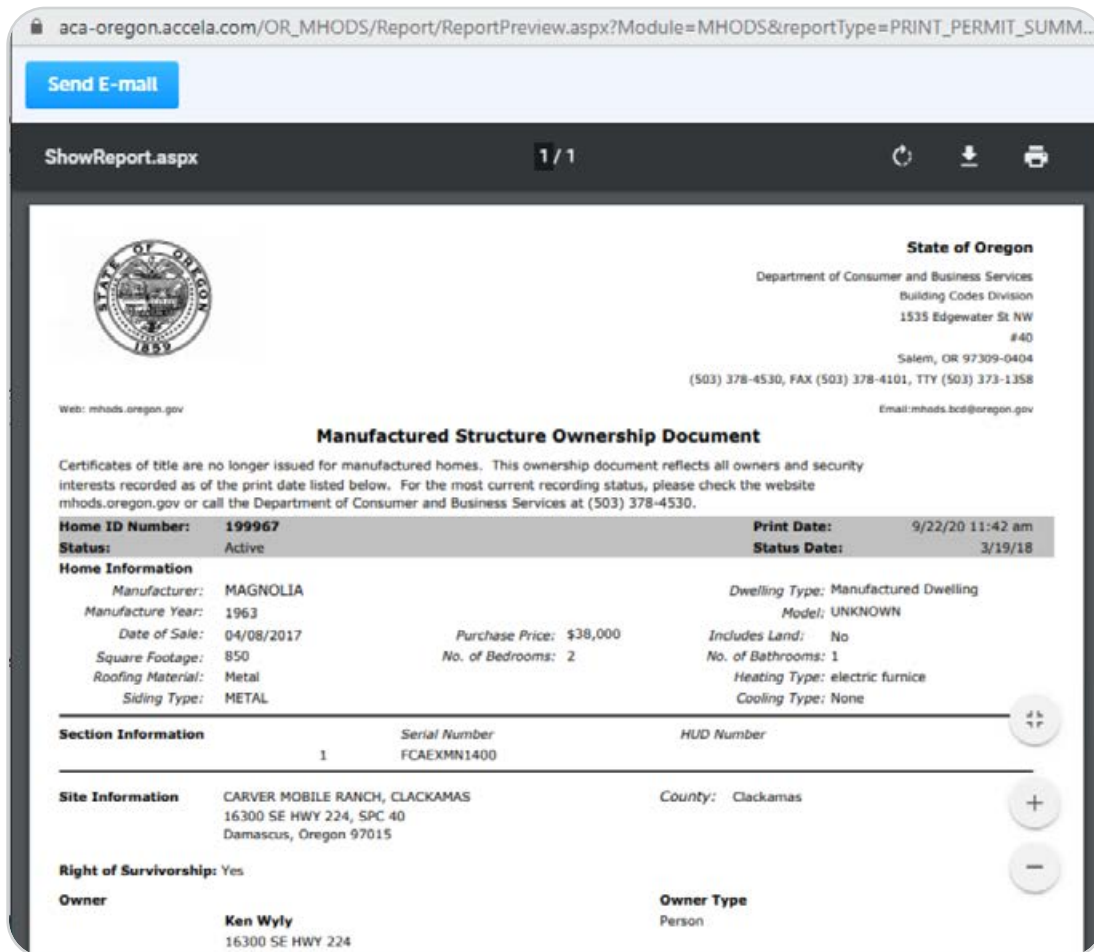 aca-oregon.accela.com/OR_MHODS/Report/ReportPreview.aspx?Module=MHODS&reportType=PRINT_PERMIT_SUMM...
Send E-mail
ShowReport.aspx 1 / 1
STATE OF OREGON
1859
State of Oregon
Department of Consumer and Business Services
Building Codes Division
1535 Edgewater St NW
#40
Salem, OR 97309-0404
(503) 378-4530, FAX (503) 378-4101, TTY (503) 373-1358
Web: mhods.oregon.gov Email:mhods.bcd@oregon.gov
Manufactured Structure Ownership Document
Certificates of title are no longer issued for manufactured homes. This ownership document reflects all owners and security
interests recorded as of the print date listed below. For the most current recording status, please check the website
mhods.oregon.gov or call the Department of Consumer and Business Services at (503) 378-4530.
Home ID Number: 199967 Print Date: 9/22/20 11:42 am
Status: Active Status Date: 3/19/18
Home Information
Manufacturer: MAGNOLIA Dwelling Type: Manufactured Dwelling
Manufacture Year: 1963 Model: UNKNOWN
Date of Sale: 04/08/2017 Purchase Price: $38,000 Includes Land: No
Square Footage: 850 No. of Bedrooms: 2 No. of Bathrooms: 1
Roofing Material: Metal Heating Type: electric furnice
Siding Type: METAL Cooling Type: None
Section Information Serial Number HUD Number
1 FCAEXMN1400
Site Information CARVER MOBILE RANCH, CLACKAMAS County: Clackamas
16300 SE HWY 224, SPC 40
Damascus, Oregon 97015
Right of Survivorship: Yes
Owner Owner Type
Ken Wyly Person
16300 SE HWY 224